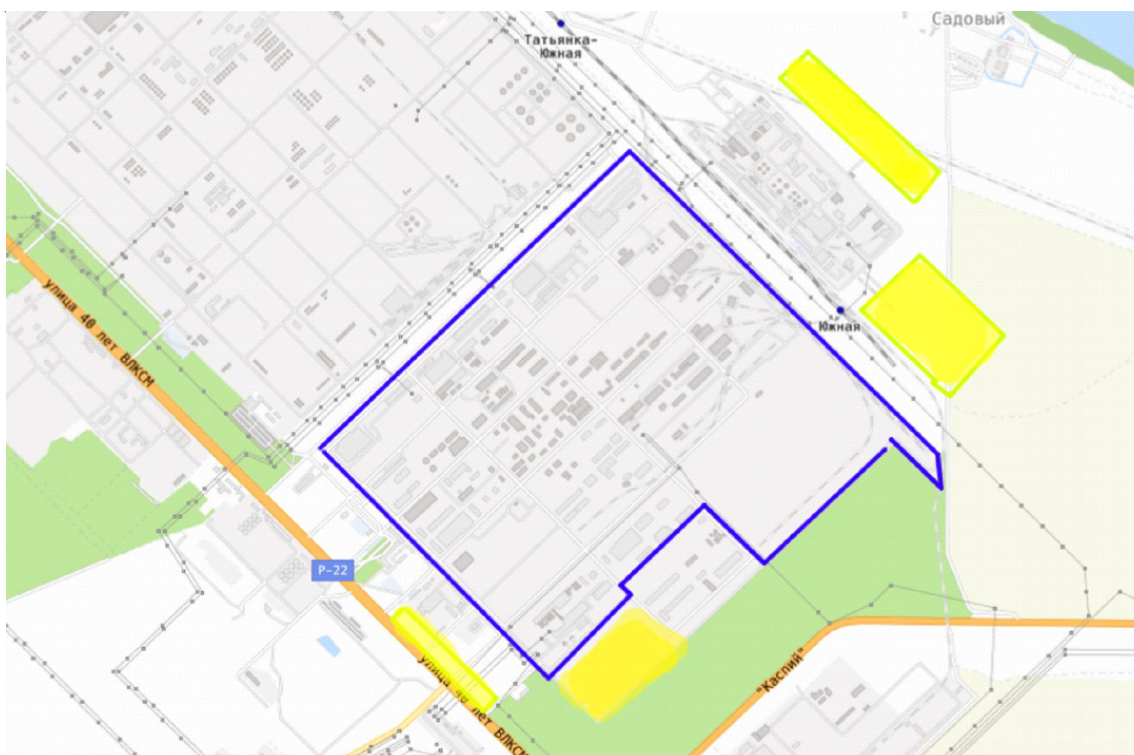 Садовый
Татьянка-
Южная
Южная
улица 40 лет ВЛКСМ
Р-22
улица 40 лет ВЛКСМ
"Каспий"